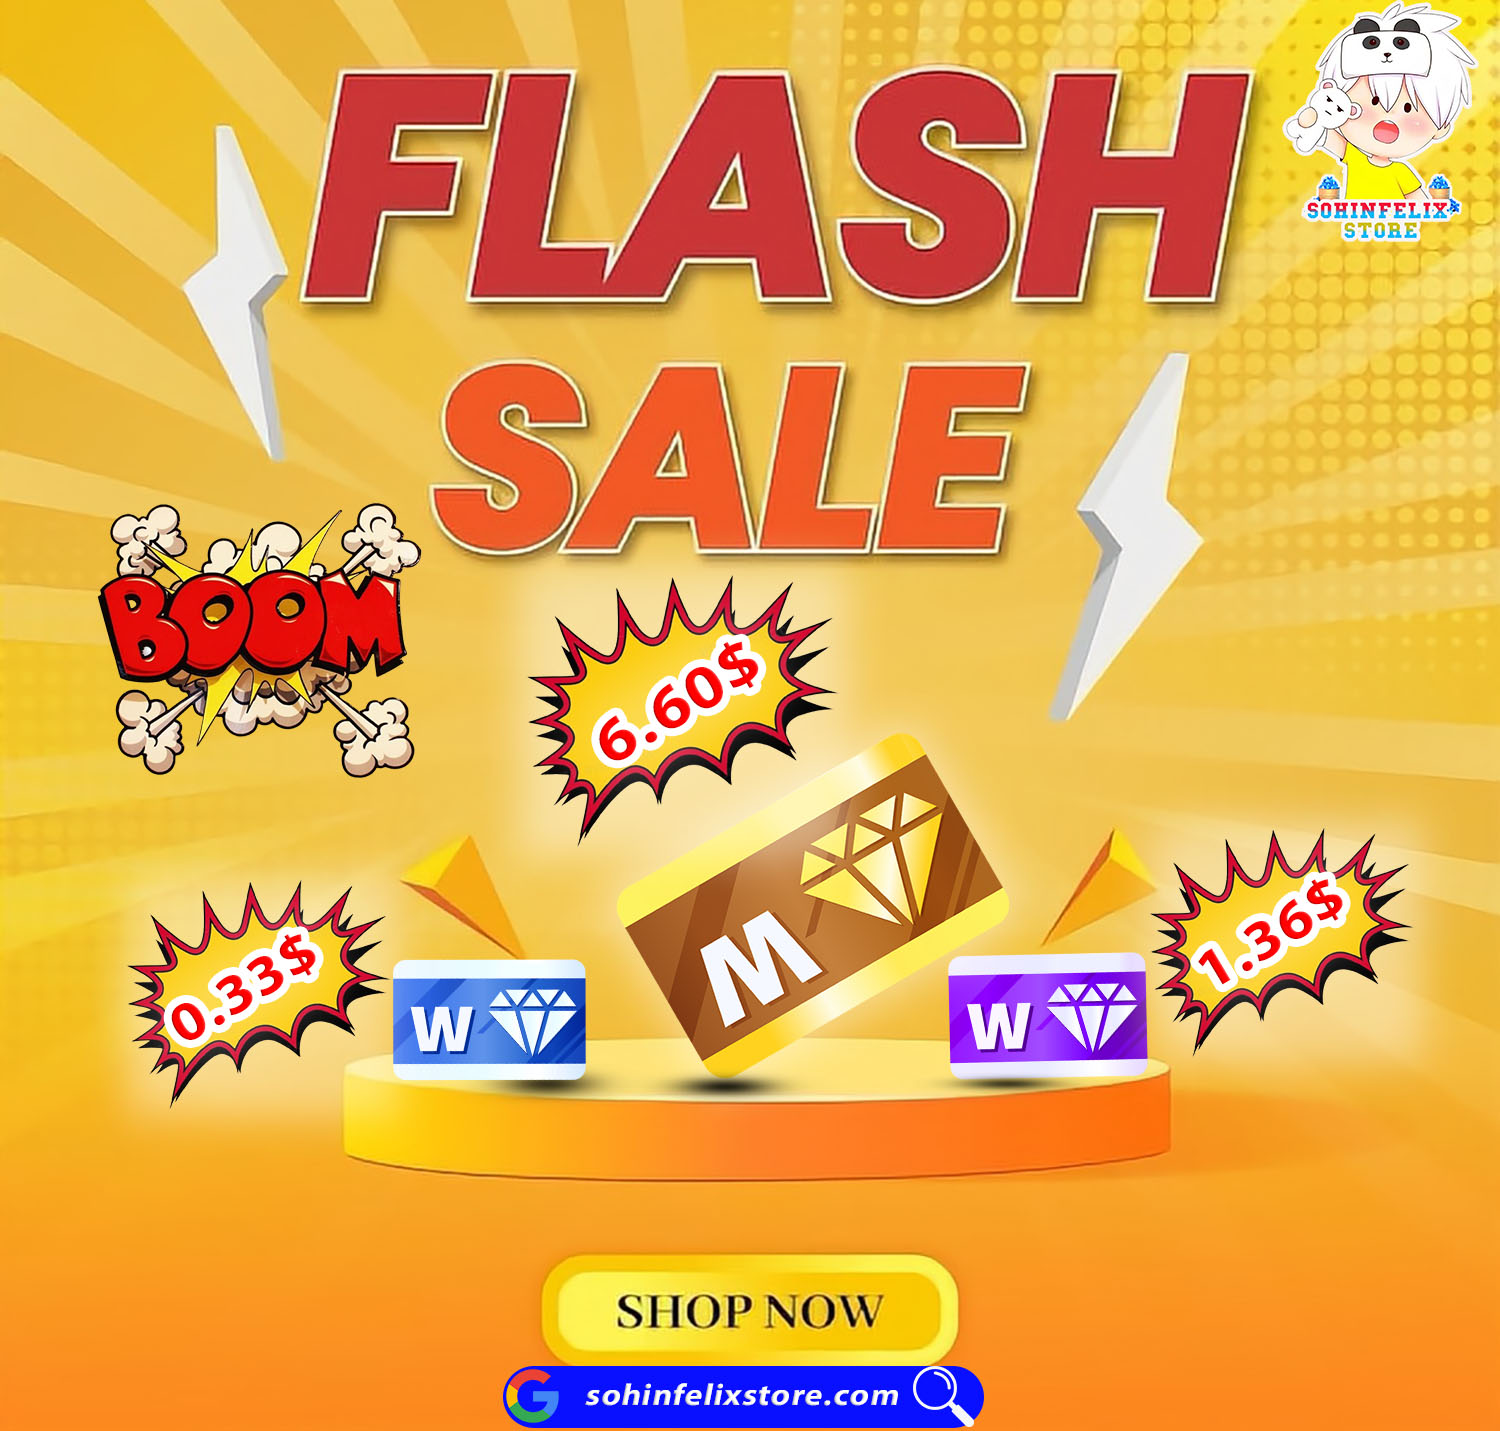 FLASH
SALE
SOHINFELIX
STORE
BOOM
6.60$
0.33$
1.36$
M
W
W
SHOP NOW
G sohinfelixstore.com